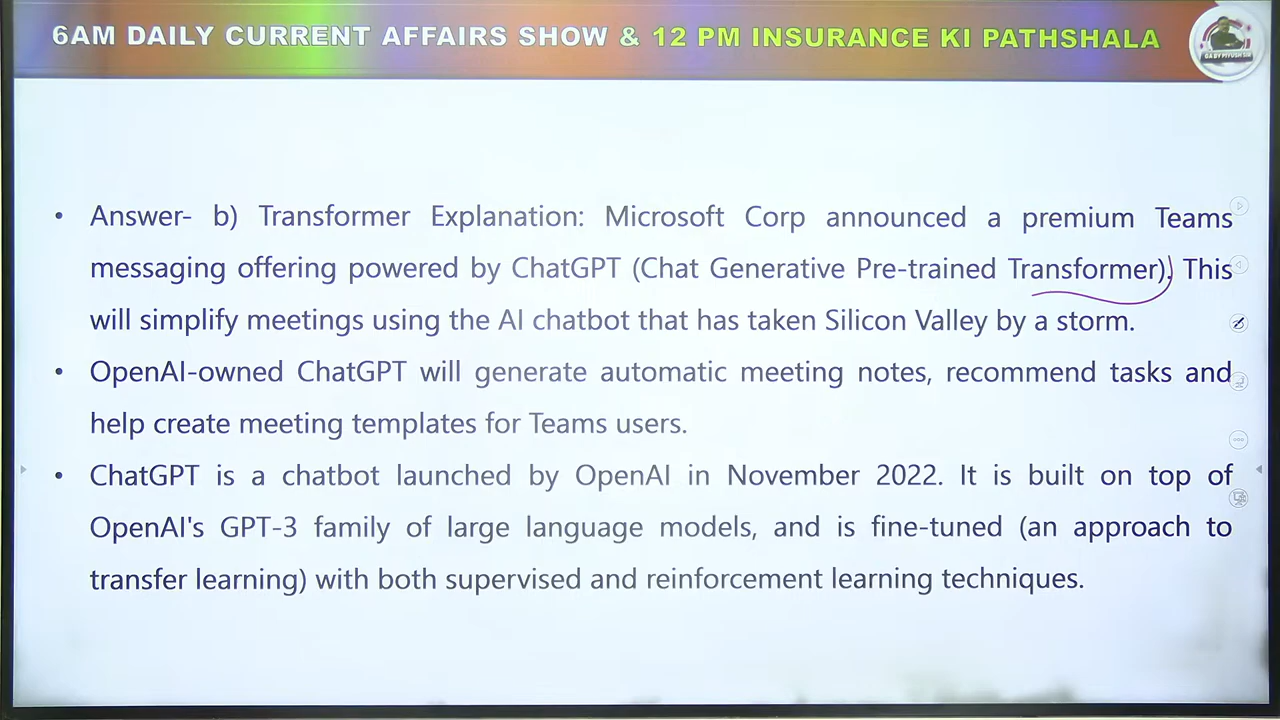 6AM DAILY CURRENT AFFAIRS SHOW & 12 PM INSURANCE KI PATHSHALA
GA BY PIYUSH SIR
• Answer- b) Transformer Explanation: Microsoft Corp announced a premium Teams
messaging offering powered by ChatGPT (Chat Generative Pre-trained Transformer). This
will simplify meetings using the AI chatbot that has taken Silicon Valley by a storm.
• OpenAI-owned ChatGPT will generate automatic meeting notes, recommend tasks and
help create meeting templates for Teams users.
• ChatGPT is a chatbot launched by OpenAI in November 2022. It is built on top of
OpenAI's GPT-3 family of large language models, and is fine-tuned (an approach to
transfer learning) with both supervised and reinforcement learning techniques.